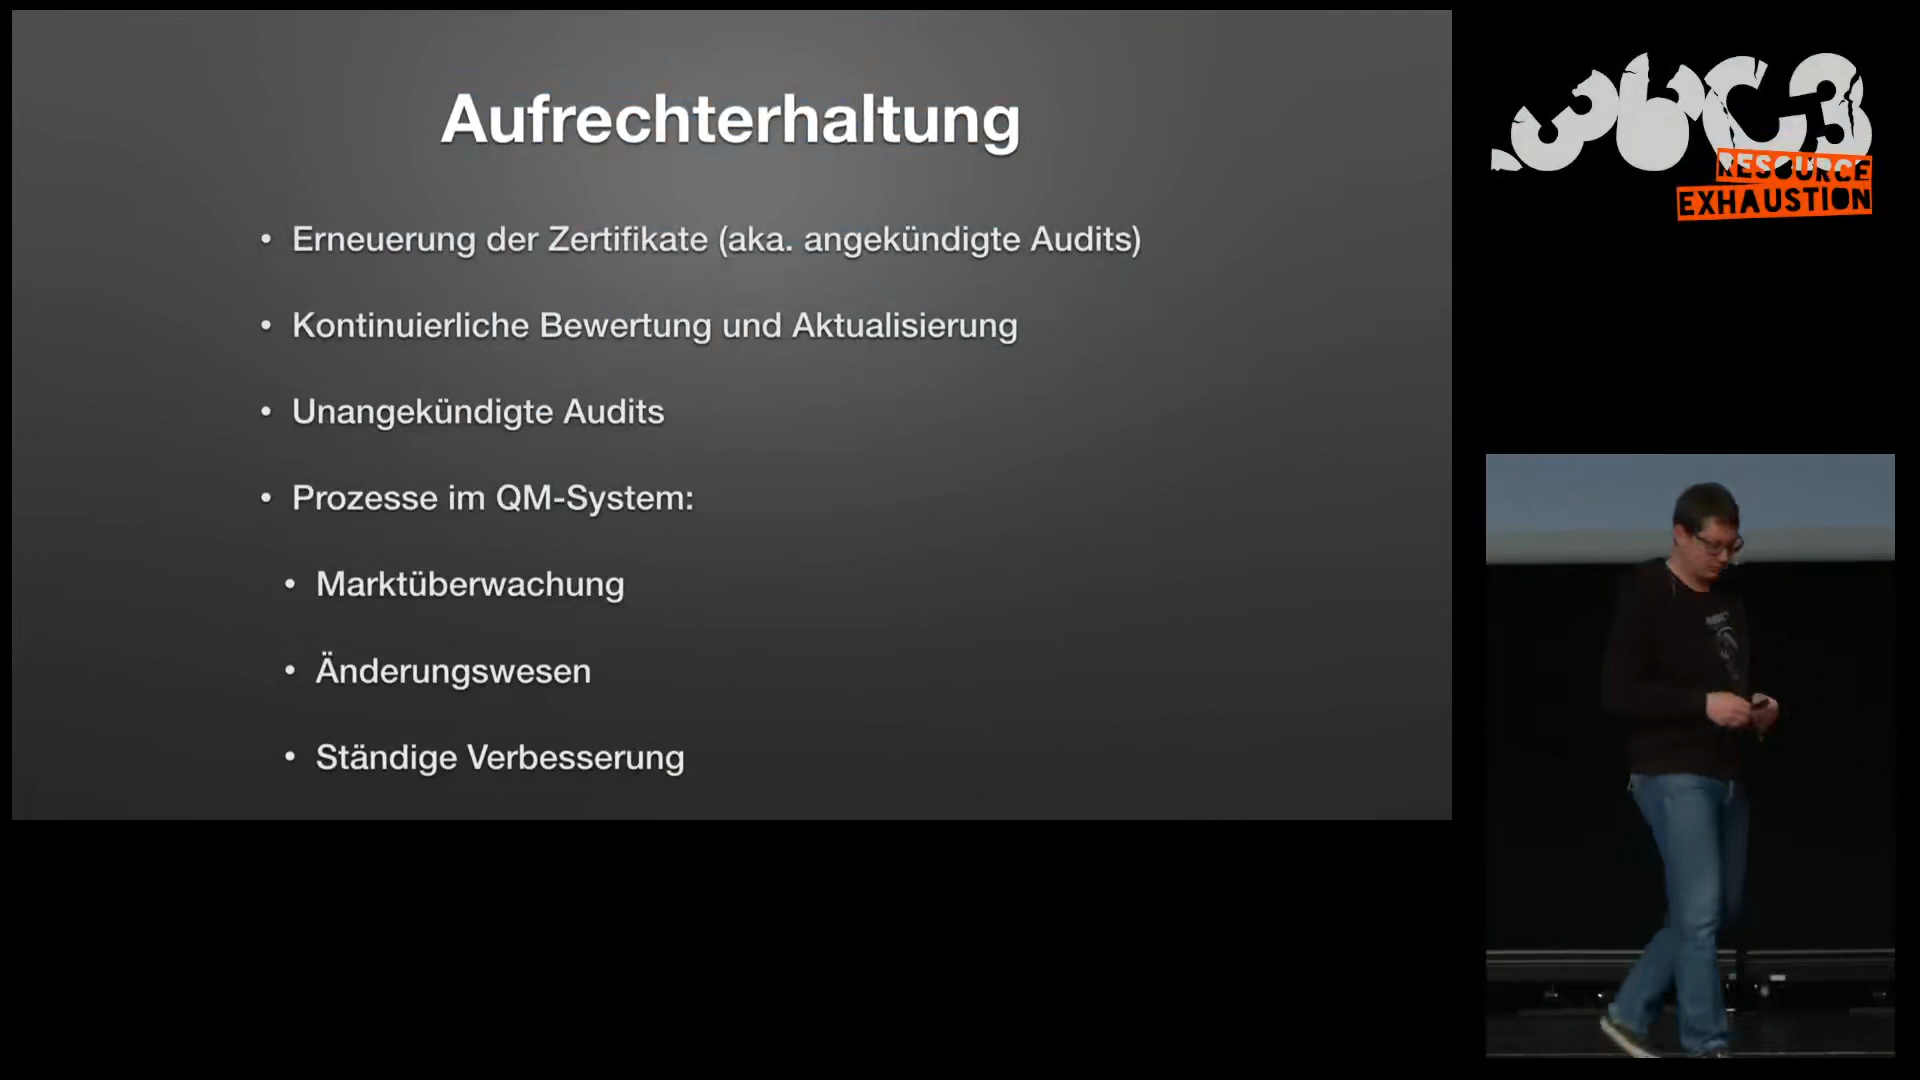 Aufrechterhaltung
• Erneuerung der Zertifikate (aka. angekündigte Audits)
• Kontinuierliche Bewertung und Aktualisierung
• Unangekündigte Audits
• Prozesse im QM-System:
• Marktüberwachung
• Änderungswesen
• Ständige Verbesserung
36C3
RESOURCE
EXHAUSTION